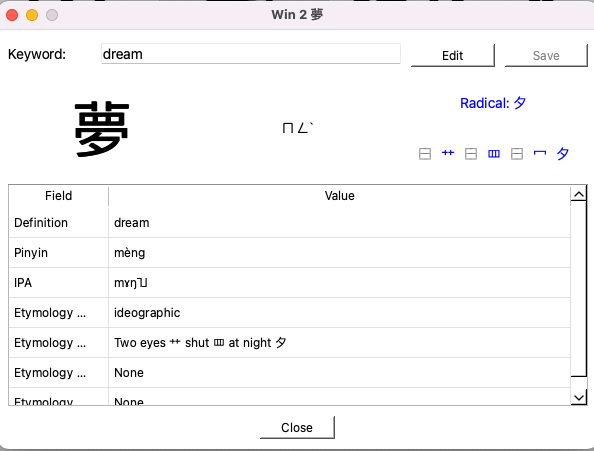 Win 2 夢
Keyword: dream Edit Save
Radical: 夕
夢 ㄇㄥˋ
⿱ 艹 ⿱ 罒 ⿱ 冖 夕
Field Value
Definition dream
Pinyin mèng
IPA mɤŋ˥˩
Etymology ... ideographic
Etymology ... Two eyes 艹 shut 罒 at night 夕
Etymology ... None
Etymology None
Close